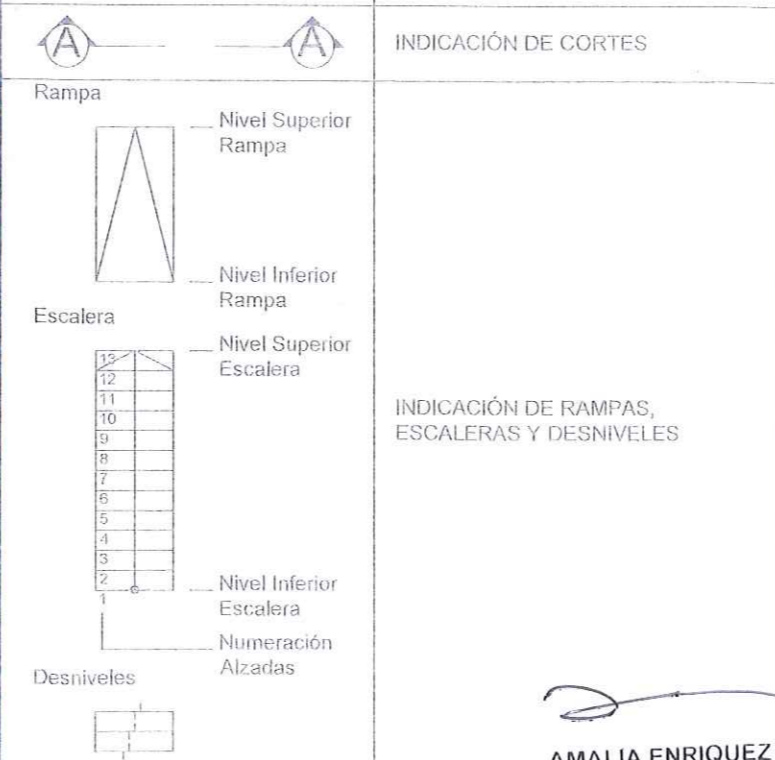 A A INDICACIÓN DE CORTES
Rampa
Nivel Superior
Rampa
Nivel Inferior
Rampa
Escalera
Nivel Superior
Escalera
13
12
11
10
9
8
7
6
5
4
3
2
1
INDICACIÓN DE RAMPAS,
ESCALERAS Y DESNIVELES
Nivel Inferior
Escalera
Numeración
Alzadas
Desniveles
AMALIA ENRIQUEZ